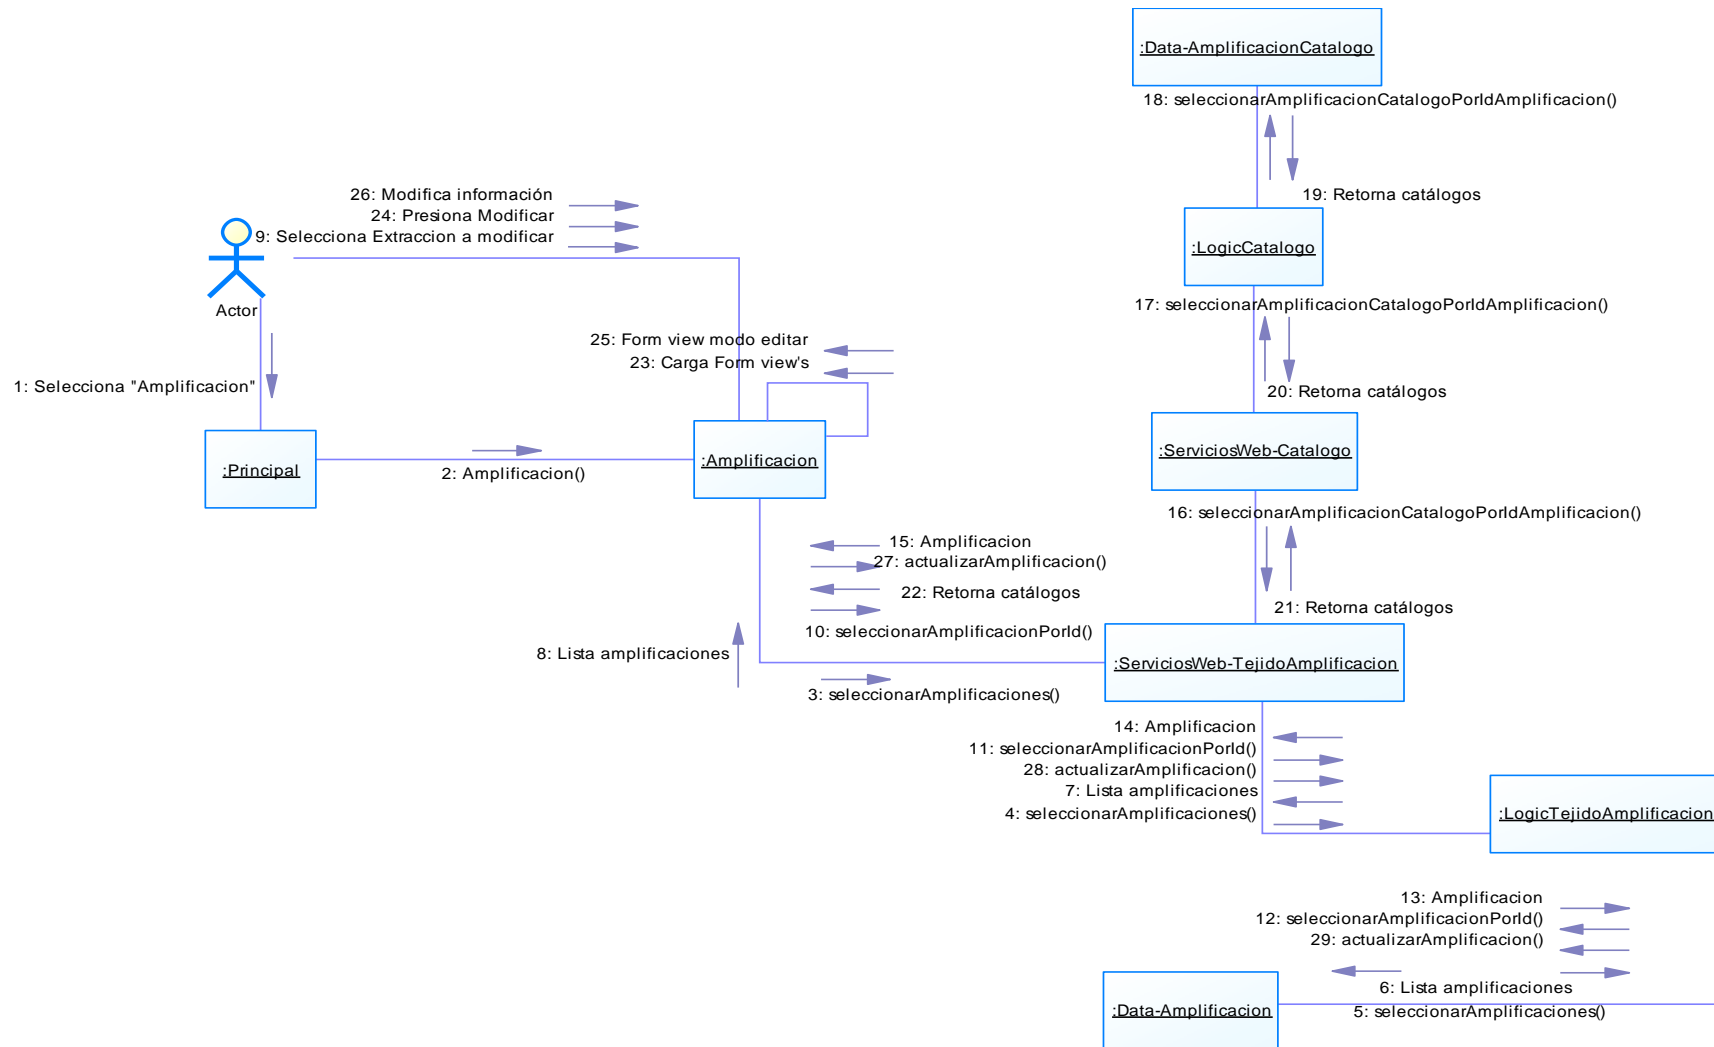 :Data-AmplificacionCatalogo
18: seleccionarAmplificacionCatalogoPorIdAmplificacion()
19: Retorna catálogos
26: Modifica información
24: Presiona Modificar
9: Selecciona Extraccion a modificar
:LogicCatalogo
Actor
17: seleccionarAmplificacionCatalogoPorIdAmplificacion()
25: Form view modo editar
23: Carga Form view's
1: Selecciona "Amplificacion"
20: Retorna catálogos
:Principal
2: Amplificacion()
:Amplificacion
:ServiciosWeb-Catalogo
16: seleccionarAmplificacionCatalogoPorIdAmplificacion()
15: Amplificacion
27: actualizarAmplificacion()
22: Retorna catálogos
21: Retorna catálogos
10: seleccionarAmplificacionPorId()
8: Lista amplificaciones
:ServiciosWeb-TejidoAmplificacion
3: seleccionarAmplificaciones()
14: Amplificacion
11: seleccionarAmplificacionPorId()
28: actualizarAmplificacion()
7: Lista amplificaciones
4: seleccionarAmplificaciones()
:LogicTejidoAmplificacion
13: Amplificacion
12: seleccionarAmplificacionPorId()
29: actualizarAmplificacion()
6: Lista amplificaciones
:Data-Amplificacion
5: seleccionarAmplificaciones()